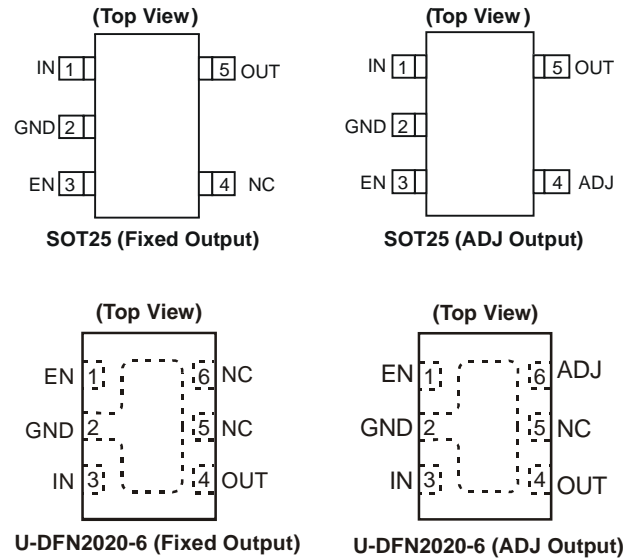 (Top View)
IN 1 5 OUT
GND 2
EN 3 4 NC
SOT25 (Fixed Output)
(Top View)
IN 1 5 OUT
GND 2
EN 3 4 ADJ
SOT25 (ADJ Output)
(Top View)
EN 1 6 NC
GND 2 5 NC
IN 3 4 OUT
U-DFN2020-6 (Fixed Output)
(Top View)
EN 1 6 ADJ
GND 2 5 NC
IN 3 4 OUT
U-DFN2020-6 (ADJ Output)